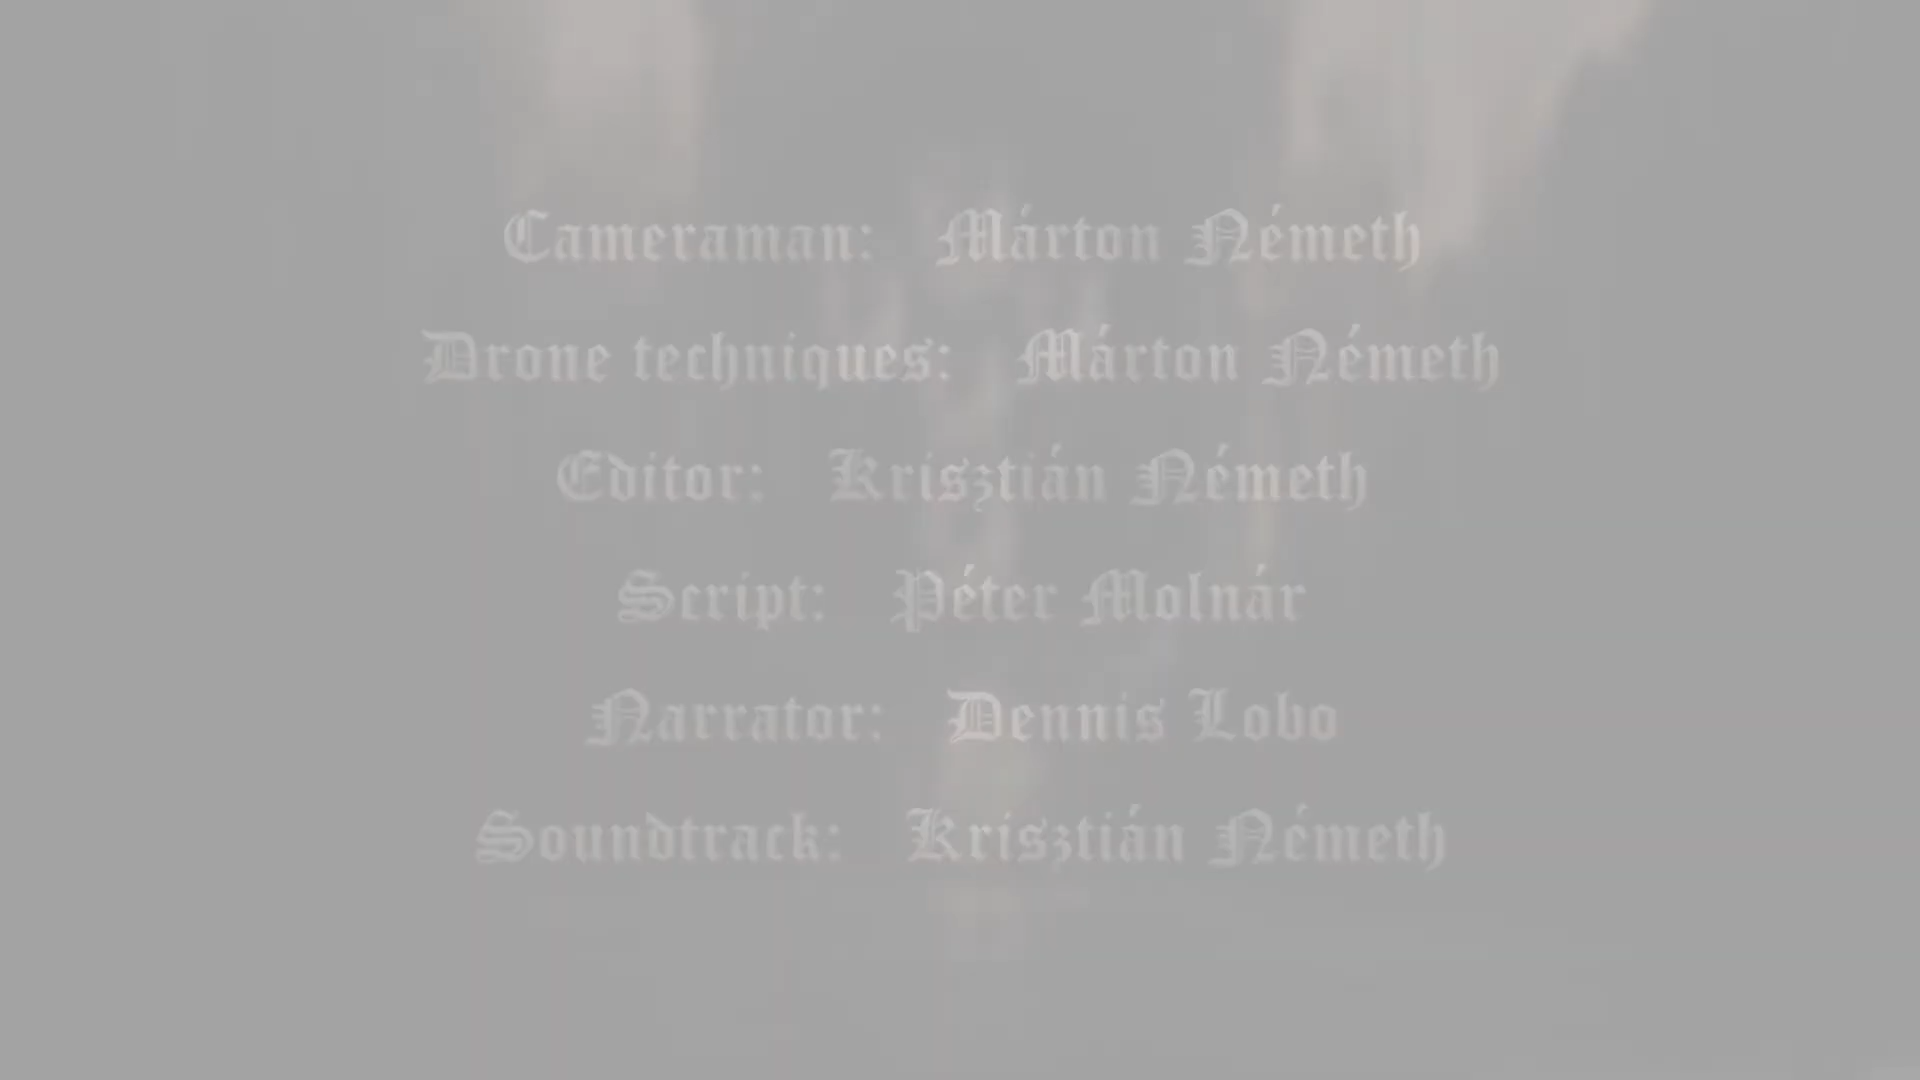 Cameraman: Márton Németh
Drone techniques: Márton Németh
Editor: Krisztián Németh
Script: Péter Molnár
Narrator: Dennis Lobo
Soundtrack: Krisztián Németh